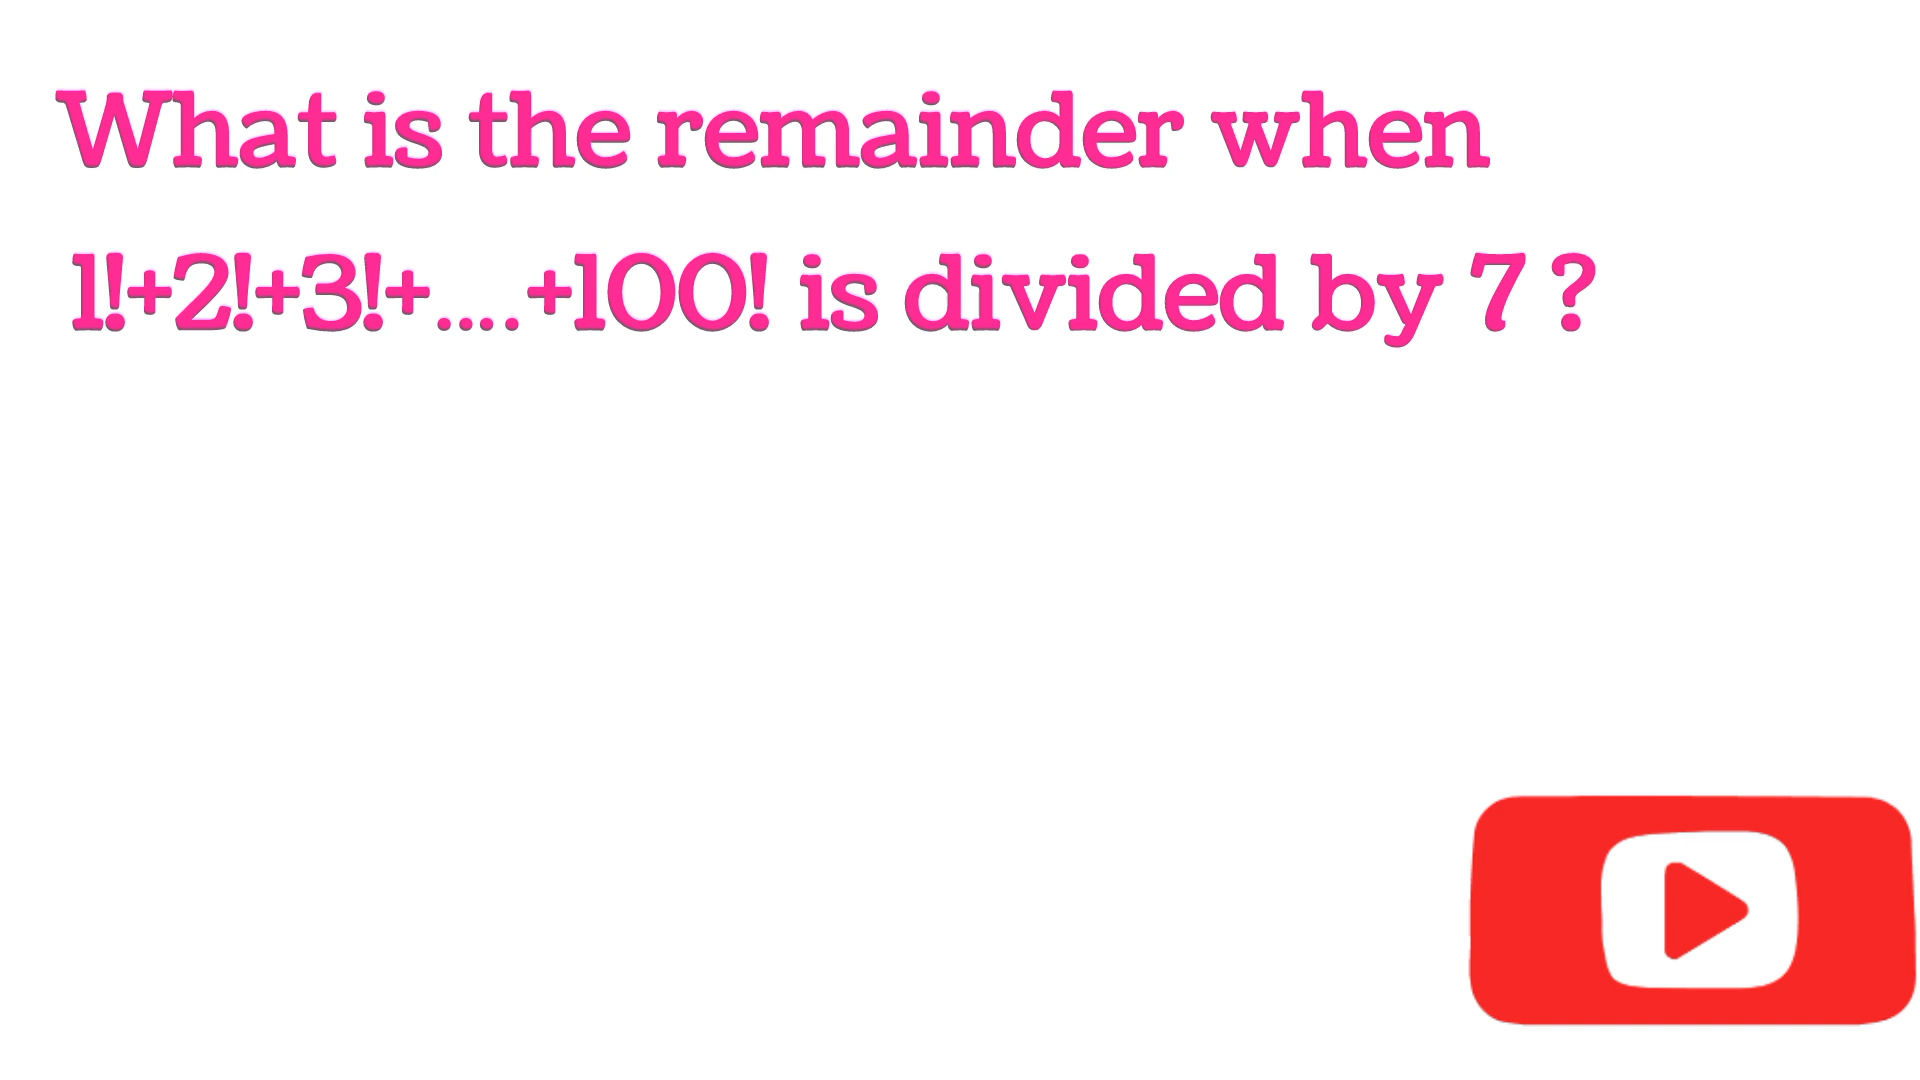 What is the remainder when
1!+2!+3!+....+100! is divided by 7 ?